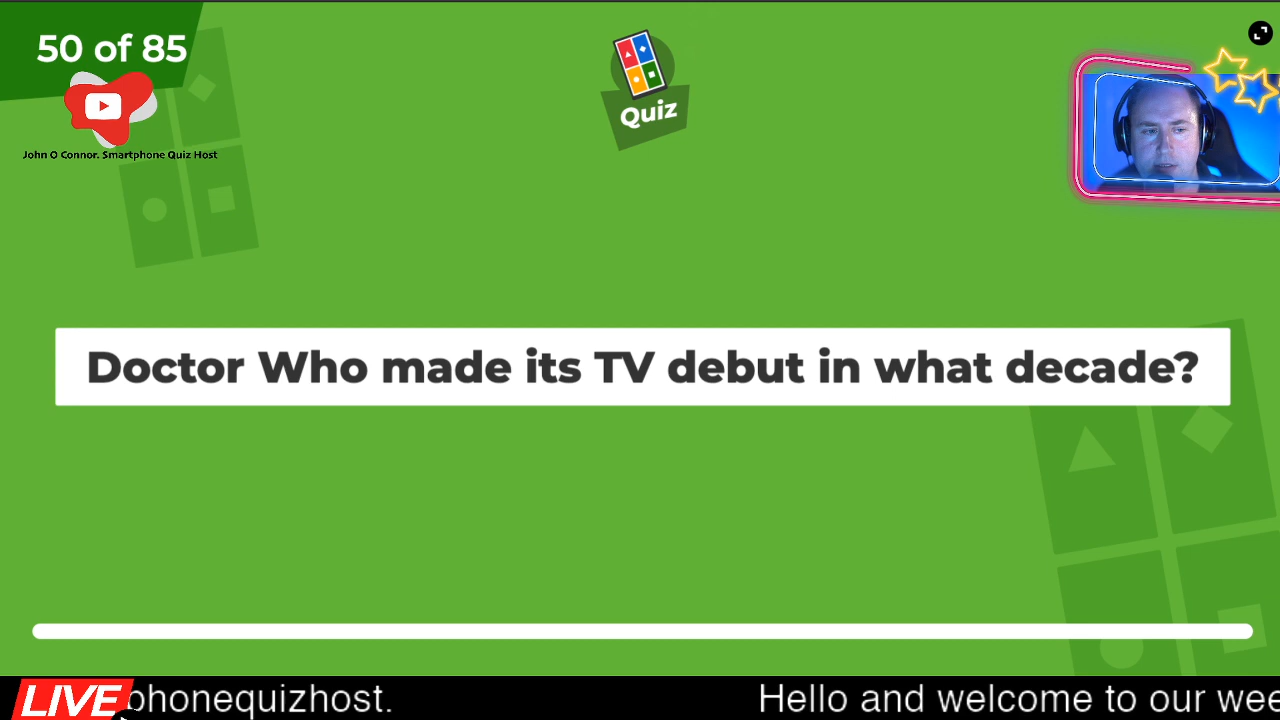 50 of 85
John O Connor. Smartphone Quiz Host
Quiz
Doctor Who made its TV debut in what decade?
LIVE
phonequizhost.
Hello and welcome to our wee